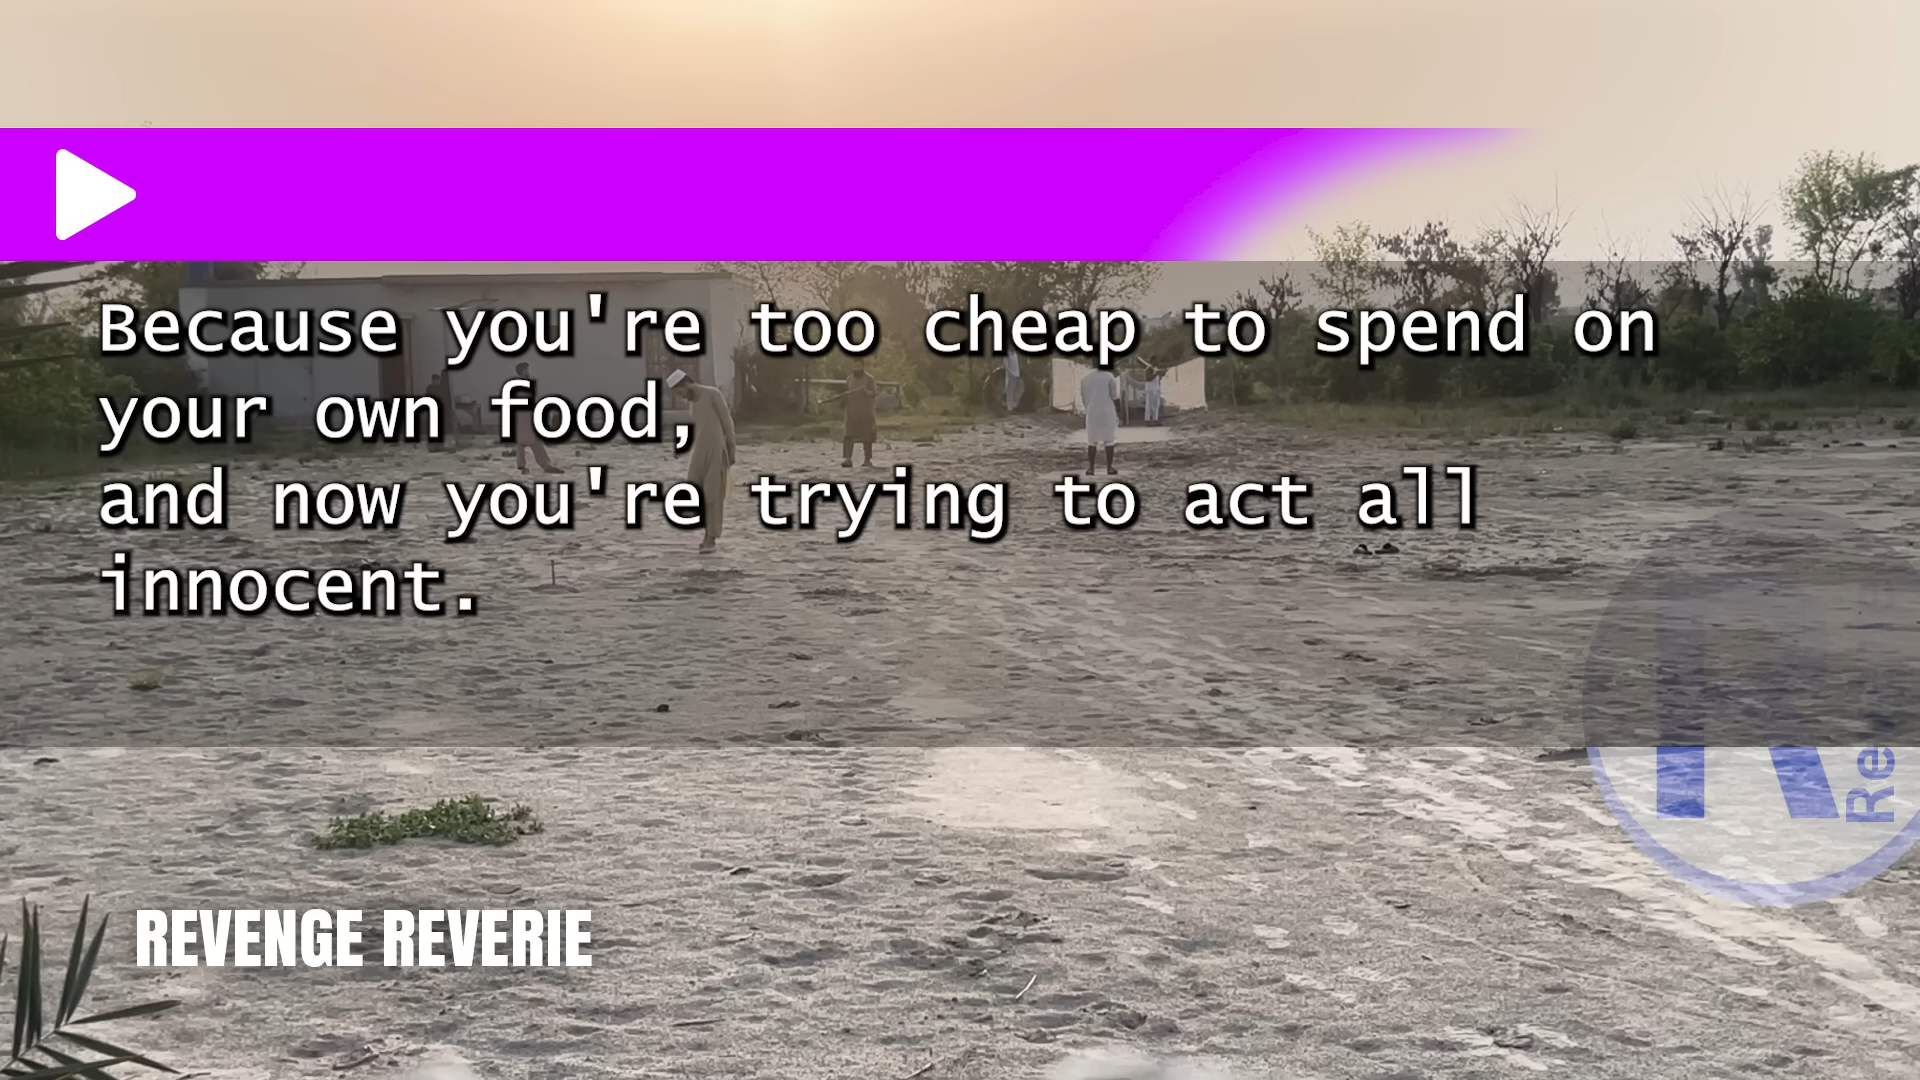 Because you're too cheap to spend on
your own food,
and now you're trying to act all
innocent.
R
Re
REVENGE REVERIE